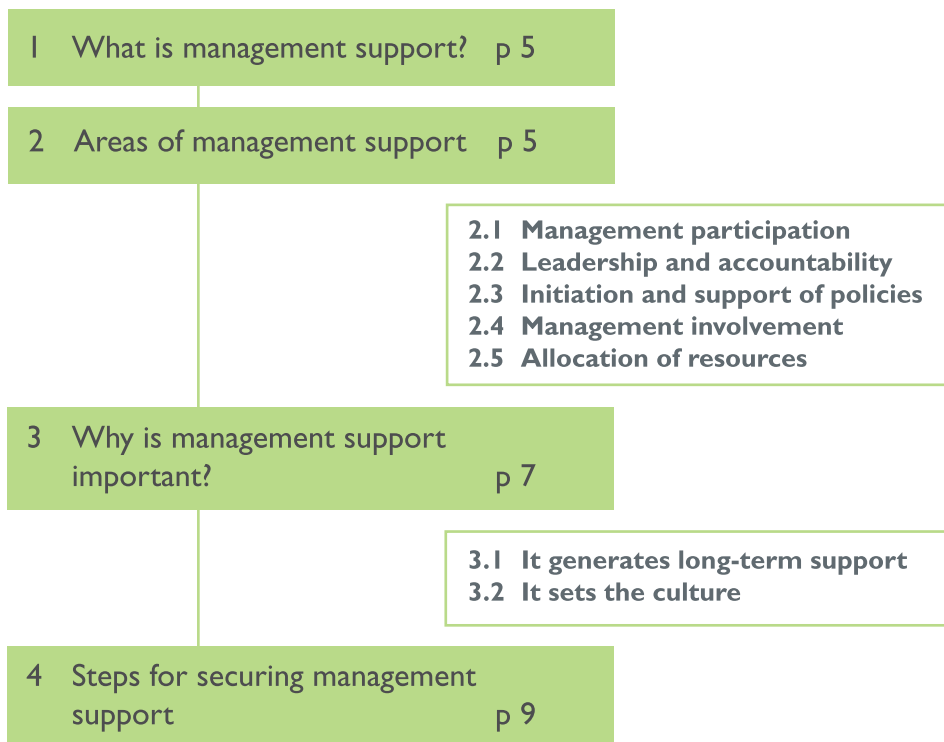 1 What is management support? p 5
2 Areas of management support p 5
2.1 Management participation
2.2 Leadership and accountability
2.3 Initiation and support of policies
2.4 Management involvement
2.5 Allocation of resources
3 Why is management support
important? p 7
3.1 It generates long-term support
3.2 It sets the culture
4 Steps for securing management
support p 9